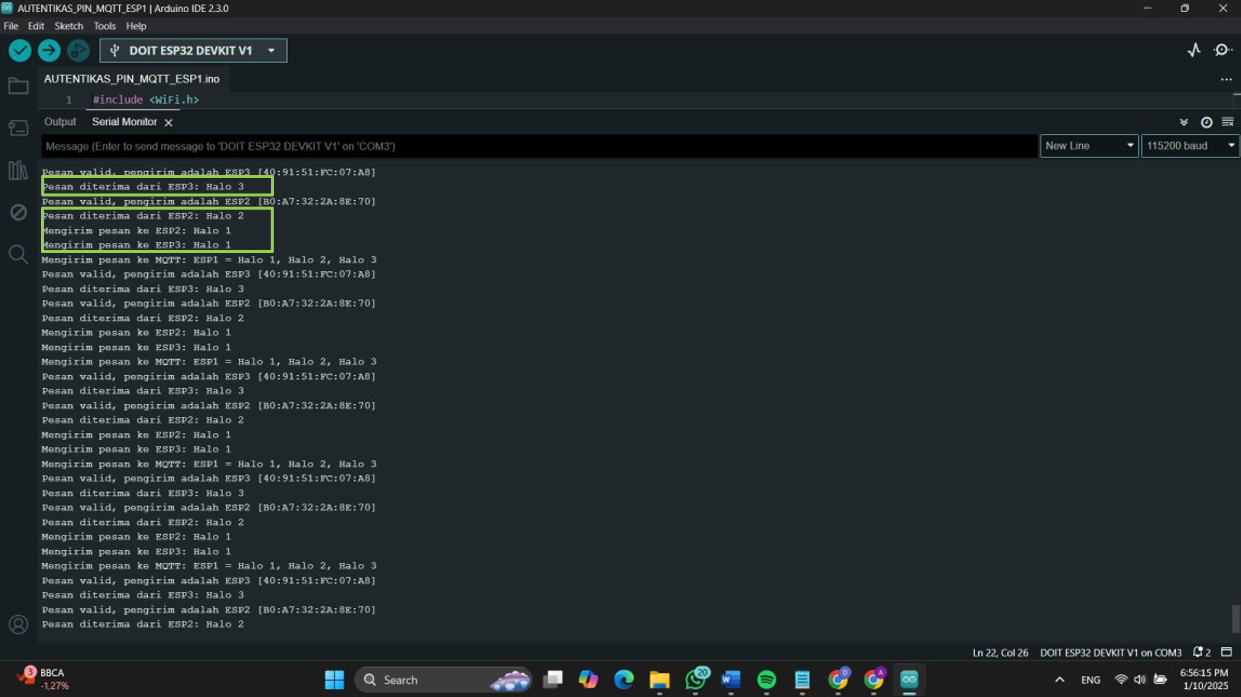 AUTENTIKAS_PIN_MQTT_ESP1 | Arduino IDE 2.3.0
File Edit Sketch Tools Help
DOIT ESP32 DEVKIT V1
AUTENTIKAS_PIN_MQTT_ESP1.ino
1 #include <WiFi.h>
Output Serial Monitor
Message (Enter to send message to 'DOIT ESP32 DEVKIT V1' on 'COM3') New Line 115200 baud
Pesan valid, pengirim adalah ESP3 [40:91:51:FC:07:A8]
Pesan diterima dari ESP3: Halo 3
Pesan valid, pengirim adalah ESP2 [B0:A7:32:2A:8E:70]
Pesan diterima dari ESP2: Halo 2
Mengirim pesan ke ESP2: Halo 1
Mengirim pesan ke ESP3: Halo 1
Mengirim pesan ke MQTT: ESP1 = Halo 1, Halo 2, Halo 3
Pesan valid, pengirim adalah ESP3 [40:91:51:FC:07:A8]
Pesan diterima dari ESP3: Halo 3
Pesan valid, pengirim adalah ESP2 [B0:A7:32:2A:8E:70]
Pesan diterima dari ESP2: Halo 2
Mengirim pesan ke ESP2: Halo 1
Mengirim pesan ke ESP3: Halo 1
Mengirim pesan ke MQTT: ESP1 = Halo 1, Halo 2, Halo 3
Pesan valid, pengirim adalah ESP3 [40:91:51:FC:07:A8]
Pesan diterima dari ESP3: Halo 3
Pesan valid, pengirim adalah ESP2 [B0:A7:32:2A:8E:70]
Pesan diterima dari ESP2: Halo 2
Mengirim pesan ke ESP2: Halo 1
Mengirim pesan ke ESP3: Halo 1
Mengirim pesan ke MQTT: ESP1 = Halo 1, Halo 2, Halo 3
Pesan valid, pengirim adalah ESP3 [40:91:51:FC:07:A8]
Pesan diterima dari ESP3: Halo 3
Pesan valid, pengirim adalah ESP2 [B0:A7:32:2A:8E:70]
Pesan diterima dari ESP2: Halo 2
Mengirim pesan ke ESP2: Halo 1
Mengirim pesan ke ESP3: Halo 1
Mengirim pesan ke MQTT: ESP1 = Halo 1, Halo 2, Halo 3
Pesan valid, pengirim adalah ESP3 [40:91:51:FC:07:A8]
Pesan diterima dari ESP3: Halo 3
Pesan valid, pengirim adalah ESP2 [B0:A7:32:2A:8E:70]
Pesan diterima dari ESP2: Halo 2
Ln 22, Col 26 DOIT ESP32 DEVKIT V1 on COM3 2
3 BBCA
-1,27%
Search
20
D
A
ENG
6:56:15 PM
1/10/2025